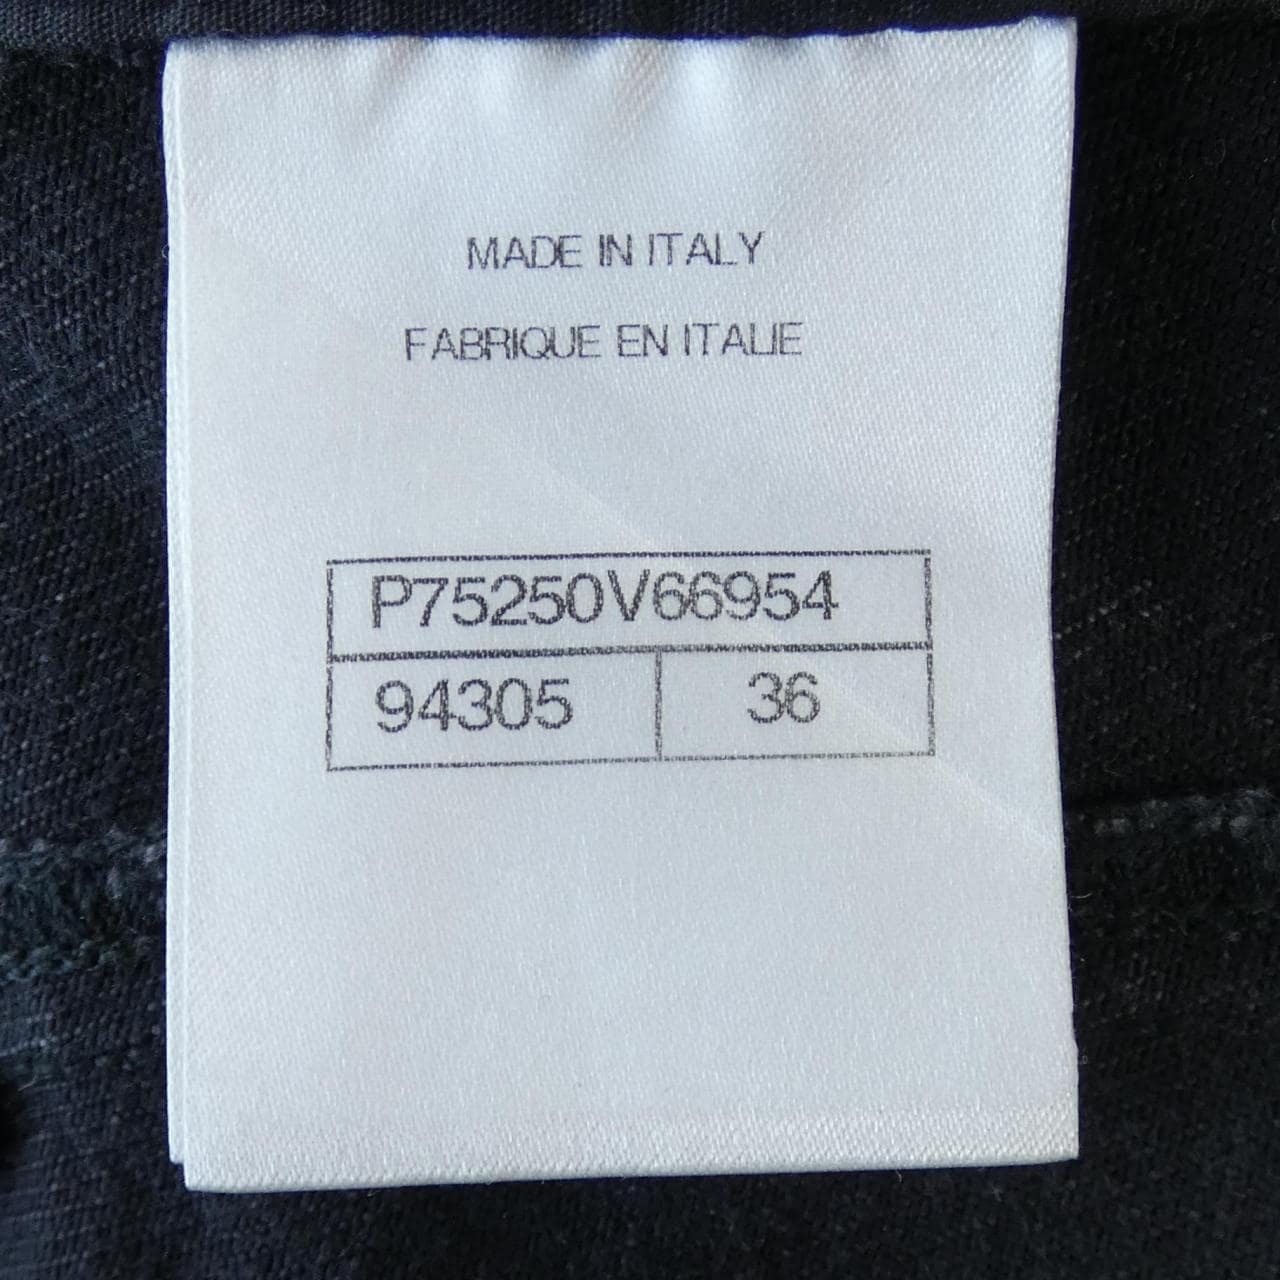 MADE IN ITALY
FABRIQUE EN ITALIE
P75250V66954
94305 36